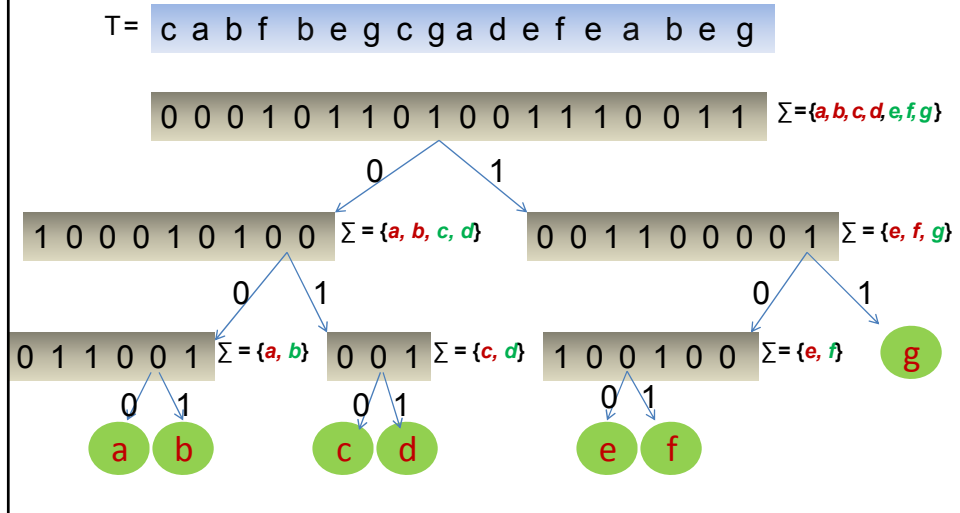 T= c a b f b e g c g a d e f e a b e g
0 0 0 1 0 1 1 0 1 0 0 1 1 1 0 0 1 1 ∑={a,b,c,d,e,f,g}
0 1
1 0 0 0 1 0 1 0 0 ∑ = {a, b, c, d} 0 0 1 1 0 0 0 0 1 ∑ = {e, f, g}
0 1 0 1
0 1 1 0 0 1 ∑ = {a, b} 0 0 1 ∑ = {c, d} 1 0 0 1 0 0 ∑ = {e, f} g
0 1 0 1 0 1
a b c d e f